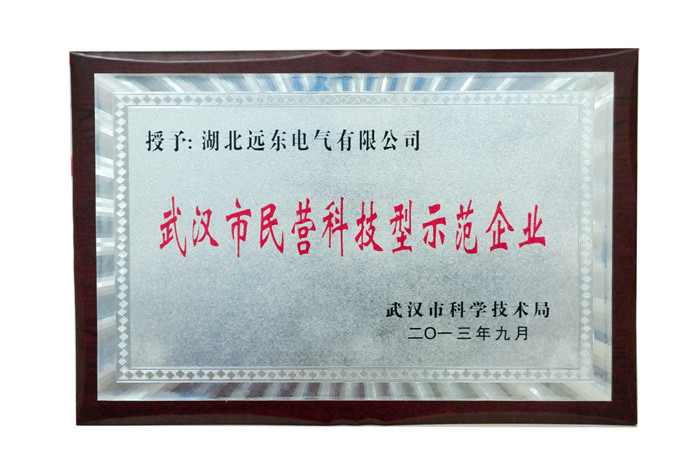 授予:湖北远东电气有限公司
武汉市民营科技型示范企业
武汉市科学技术局
二〇一三年九月